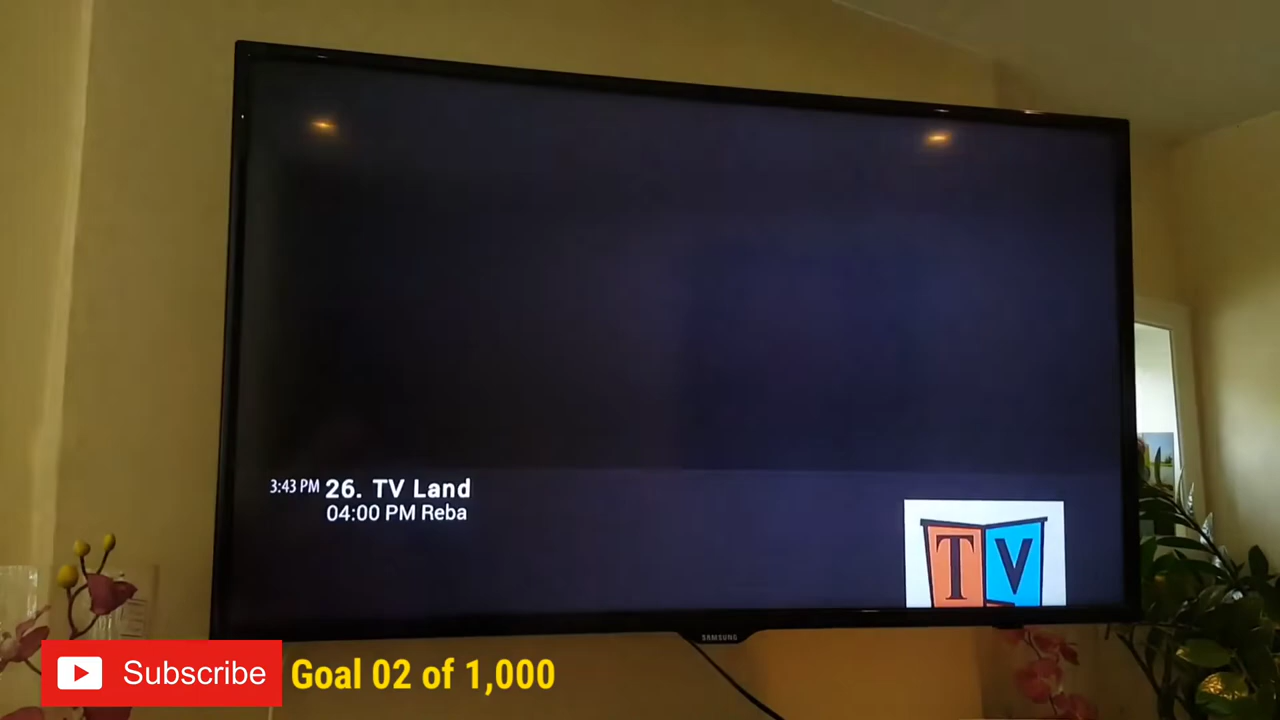 3:43 PM 26. TV Land
04:00 PM Reba
TV
SAMSUNG
Subscribe
Goal 02 of 1,000